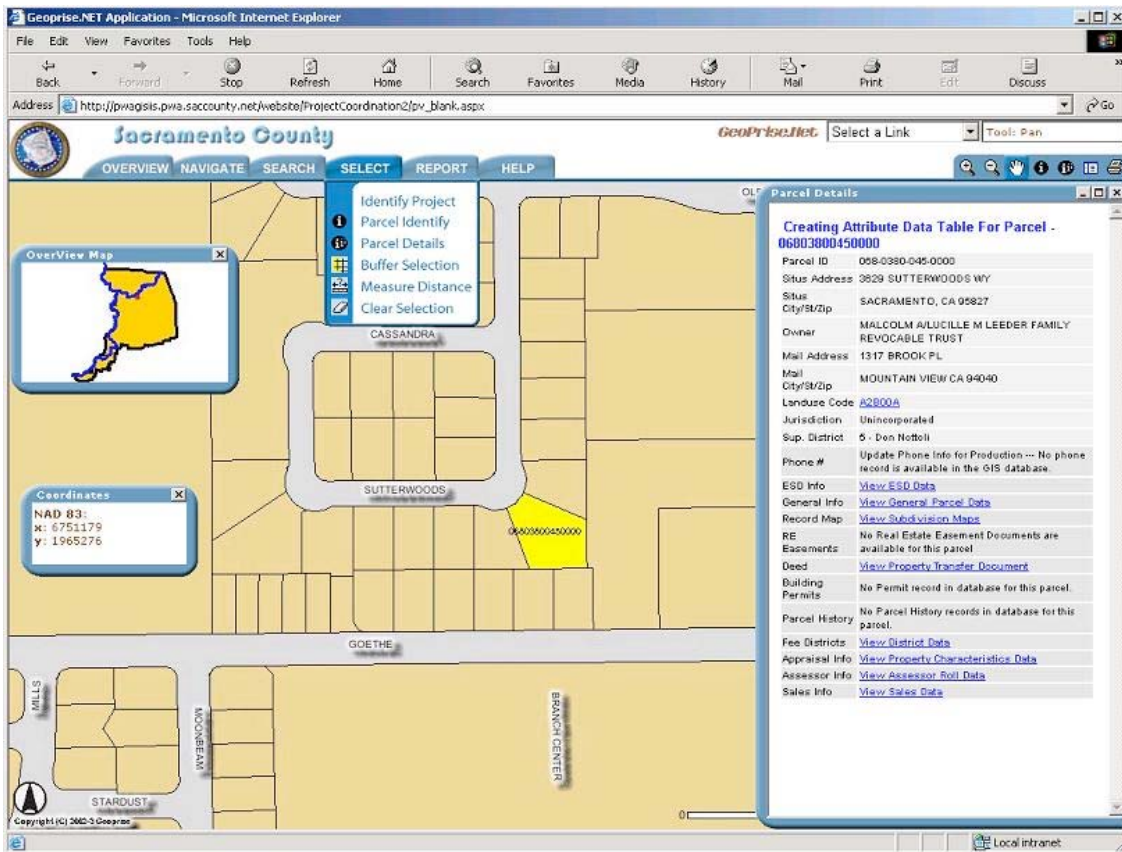 Geoprise.NET Application - Microsoft Internet Explorer
File Edit View Favorites Tools Help
Back Forward Stop Refresh Home Search Favorites Media History Mail Print Edit Discuss
Address http://pwagisis.pwa.saccounty.net/website/ProjectCoordination2/pv_blank.aspx Go
Sacramento County GeoPrise.Net Select a Link Tool: Pan
OVERVIEW NAVIGATE SEARCH SELECT REPORT HELP
Identify Project
Parcel Identify
Parcel Details
Buffer Selection
Measure Distance
Clear Selection
OverView Map
Coordinates
NAD 83:
x: 6751179
y: 1965276
CASSANDRA
SUTTERWOODS
06803800450000
GOETHE
MILLS
MOONBEAM
BRANCH CENTER
STARDUST
0
Copyright (C) 2002-3 Geoprise
Parcel Details
Creating Attribute Data Table For Parcel -
06803800450000
Parcel ID 068-0380-045-0000
Situs Address 3629 SUTTERWOODS WY
Situs
City/St/Zip SACRAMENTO, CA 95827
Owner MALCOLM A/LUCILLE M LEEDER FAMILY
REVOCABLE TRUST
Mail Address 1317 BROOK PL
Mail
City/St/Zip MOUNTAIN VIEW CA 94040
Landuse Code A2B00A
Jurisdiction Unincorporated
Sup. District 5 - Don Nottoli
Phone # Update Phone Info for Production --- No phone
record is available in the GIS database.
ESD Info View ESD Data
General Info View General Parcel Data
Record Map View Subdivision Maps
RE
Easements No Real Estate Easement Documents are
available for this parcel
Deed View Property Transfer Document
Building
Permits No Permit record in database for this parcel.
Parcel History No Parcel History records in database for this
parcel.
Fee Districts View District Data
Appraisal Info View Property Characteristics Data
Assessor Info View Assessor Roll Data
Sales Info View Sales Data
Local intranet